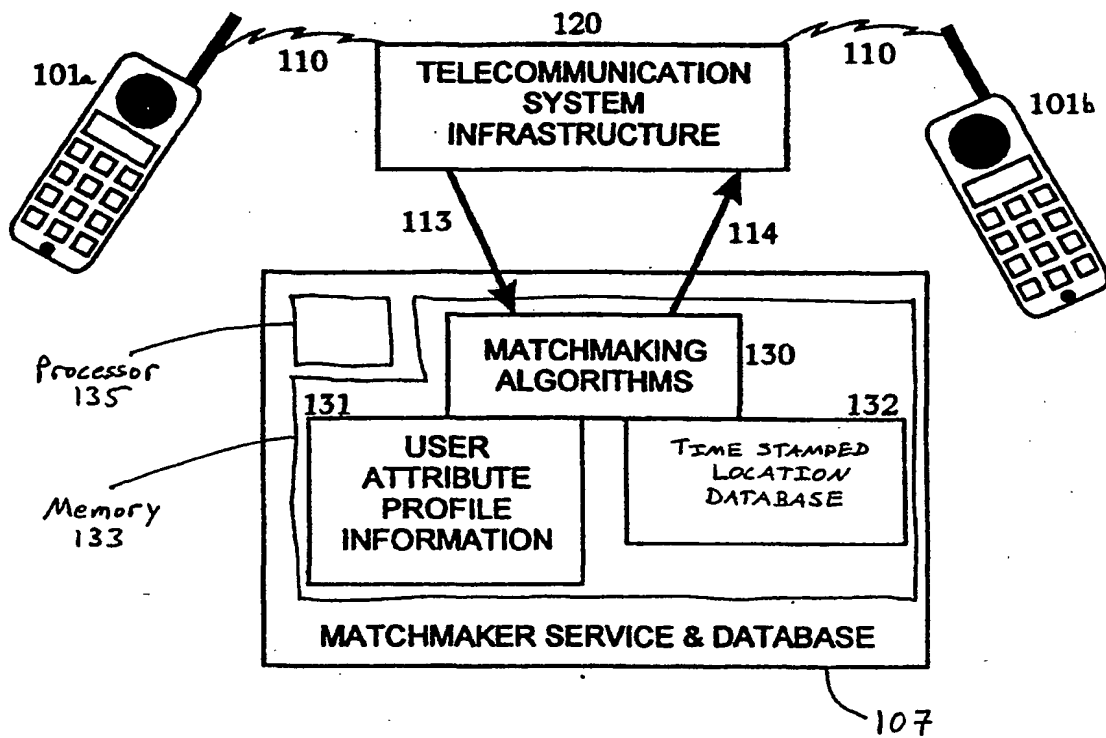 120
101a
110
110
101b
TELECOMMUNICATION
SYSTEM
INFRASTRUCTURE
113
114
Processor
135
MATCHMAKING
ALGORITHMS
130
131
132
USER
ATTRIBUTE
PROFILE
INFORMATION
TIME STAMPED
LOCATION
DATABASE
Memory
133
MATCHMAKER SERVICE & DATABASE
107